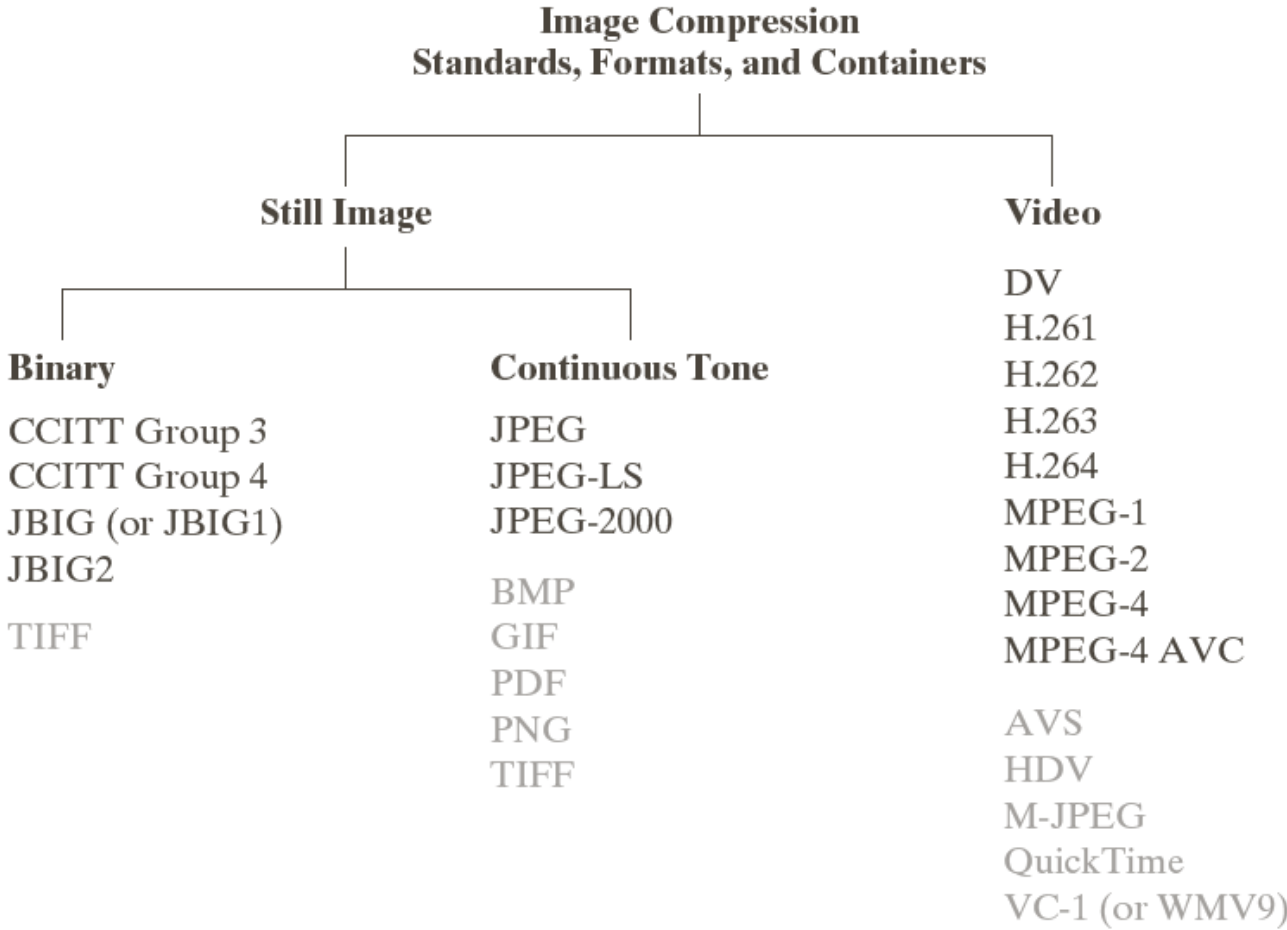 Image Compression
Standards, Formats, and Containers
Still Image
Video
Binary
CCITT Group 3
CCITT Group 4
JBIG (or JBIG1)
JBIG2
TIFF
Continuous Tone
JPEG
JPEG-LS
JPEG-2000
BMP
GIF
PDF
PNG
TIFF
DV
H.261
H.262
H.263
H.264
MPEG-1
MPEG-2
MPEG-4
MPEG-4 AVC
AVS
HDV
M-JPEG
QuickTime
VC-1 (or WMV9)